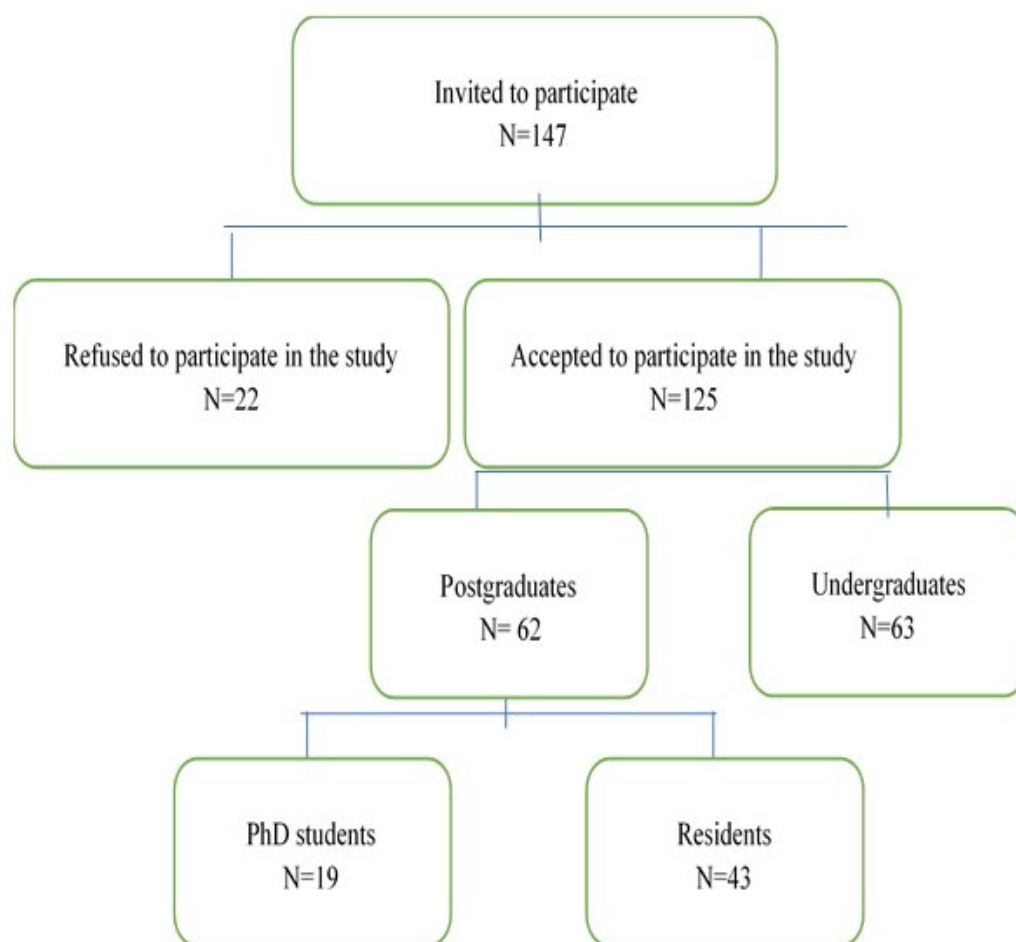 Invited to participate
N=147
Refused to participate in the study
N=22
Accepted to participate in the study
N=125
Postgraduates
N= 62
Undergraduates
N=63
PhD students
N=19
Residents
N=43